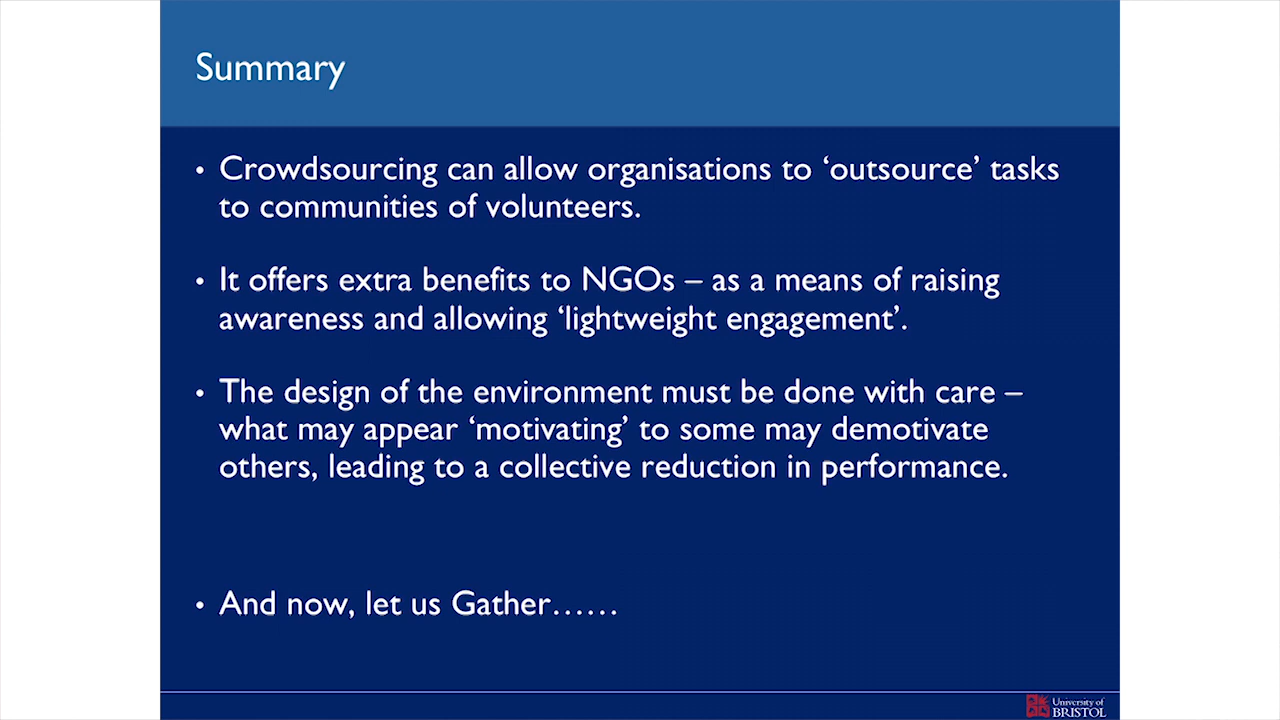 Summary
• Crowdsourcing can allow organisations to ‘outsource’ tasks
to communities of volunteers.
• It offers extra benefits to NGOs – as a means of raising
awareness and allowing ‘lightweight engagement’.
• The design of the environment must be done with care –
what may appear ‘motivating’ to some may demotivate
others, leading to a collective reduction in performance.
• And now, let us Gather……
University of
BRISTOL